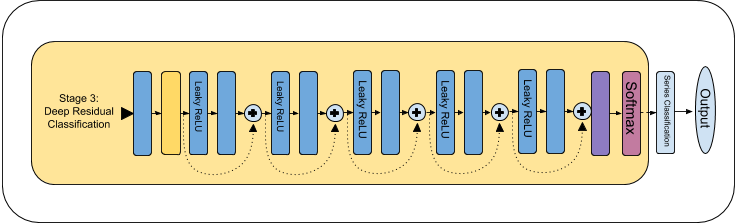 Stage 3:
Deep Residual
Classification
Leaky ReLU
Leaky ReLU
Leaky ReLU
Leaky ReLU
Leaky ReLU
Softmax
Series Classification
Output